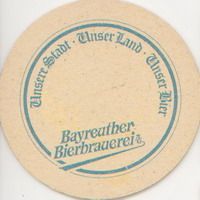 Unsere Stadt · Unser Land · Unser Bier
Bayreuther
Bierbrauerei